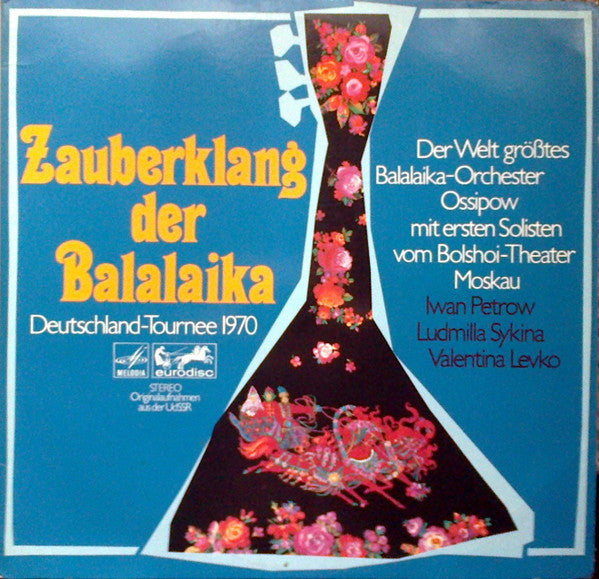 Zauberklang
der
Balalaika
Deutschland-Tournee 1970
MELODIA
eurodisc
STEREO
Originalaufnahmen
aus der UdSSR
Der Welt größtes
Balalaika-Orchester
Ossipow
mit ersten Solisten
vom Bolshoi-Theater
Moskau
Iwan Petrow
Ludmilla Sykina
Valentina Levko